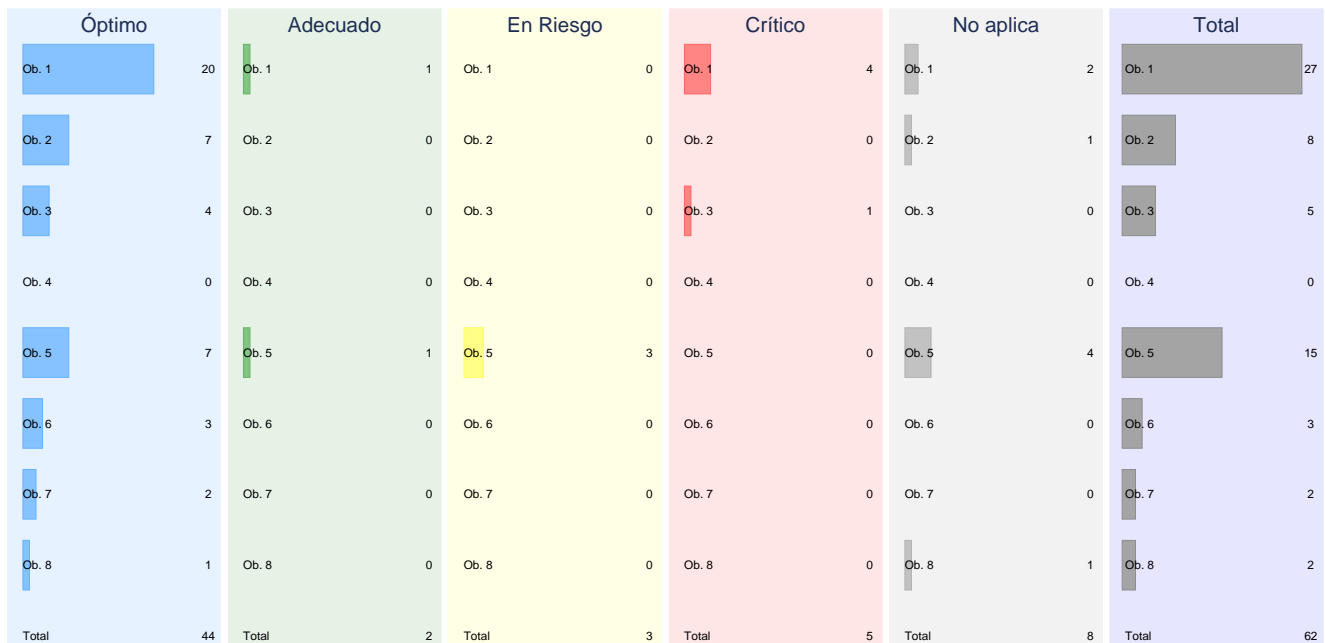 Óptimo Adecuado En Riesgo Crítico No aplica Total
Ob. 1 20 Ob. 1 1 Ob. 1 0 Ob. 1 4 Ob. 1 2 Ob. 1 27
Ob. 2 7 Ob. 2 0 Ob. 2 0 Ob. 2 0 Ob. 2 1 Ob. 2 8
Ob. 3 4 Ob. 3 0 Ob. 3 0 Ob. 3 1 Ob. 3 0 Ob. 3 5
Ob. 4 0 Ob. 4 0 Ob. 4 0 Ob. 4 0 Ob. 4 0 Ob. 4 0
Ob. 5 7 Ob. 5 1 Ob. 5 3 Ob. 5 0 Ob. 5 4 Ob. 5 15
Ob. 6 3 Ob. 6 0 Ob. 6 0 Ob. 6 0 Ob. 6 0 Ob. 6 3
Ob. 7 2 Ob. 7 0 Ob. 7 0 Ob. 7 0 Ob. 7 0 Ob. 7 2
Ob. 8 1 Ob. 8 0 Ob. 8 0 Ob. 8 0 Ob. 8 1 Ob. 8 2
Total 44 Total 2 Total 3 Total 5 Total 8 Total 62